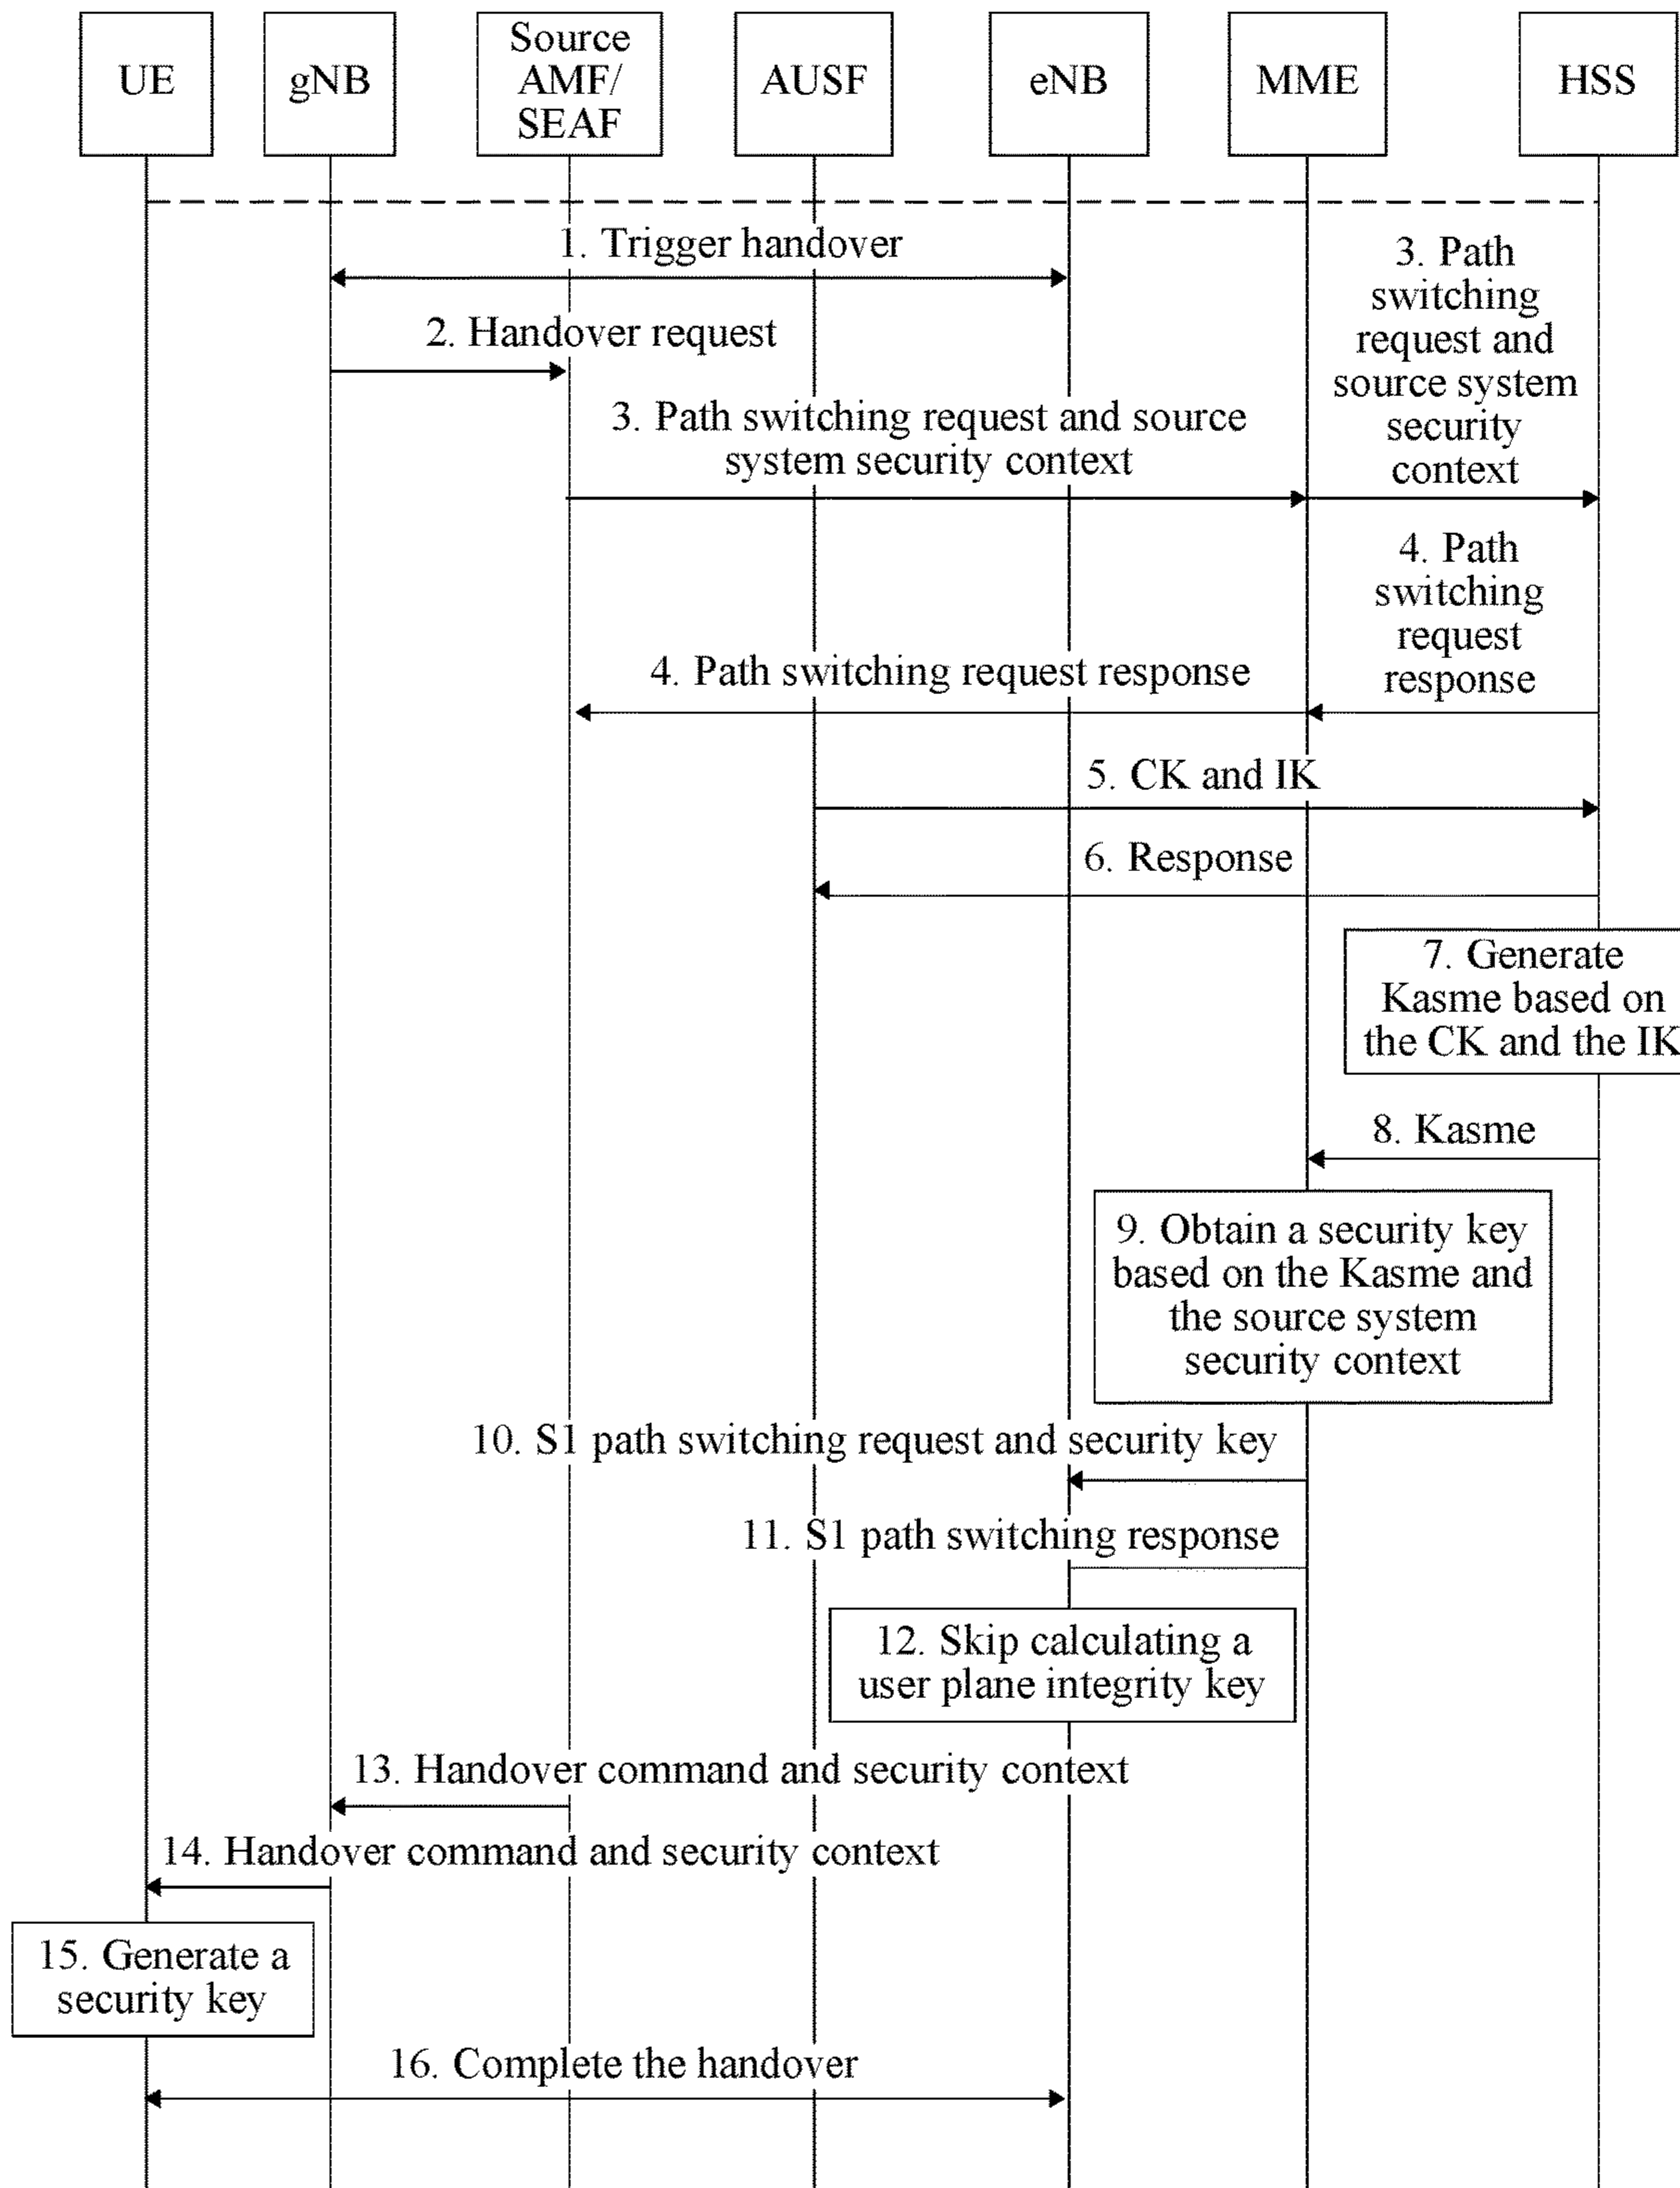 UE
gNB
Source
AMF/
SEAF
AUSF
eNB
MME
HSS
1. Trigger handover
2. Handover request
3. Path switching request and source
system security context
3. Path
switching
request and
source system
security
context
4. Path switching request response
4. Path
switching
request
response
5. CK and IK
6. Response
7. Generate
Kasme based on
the CK and the IK
8. Kasme
9. Obtain a security key
based on the Kasme and
the source system
security context
10. S1 path switching request and security key
11. S1 path switching response
12. Skip calculating a
user plane integrity key
13. Handover command and security context
14. Handover command and security context
15. Generate a
security key
16. Complete the handover